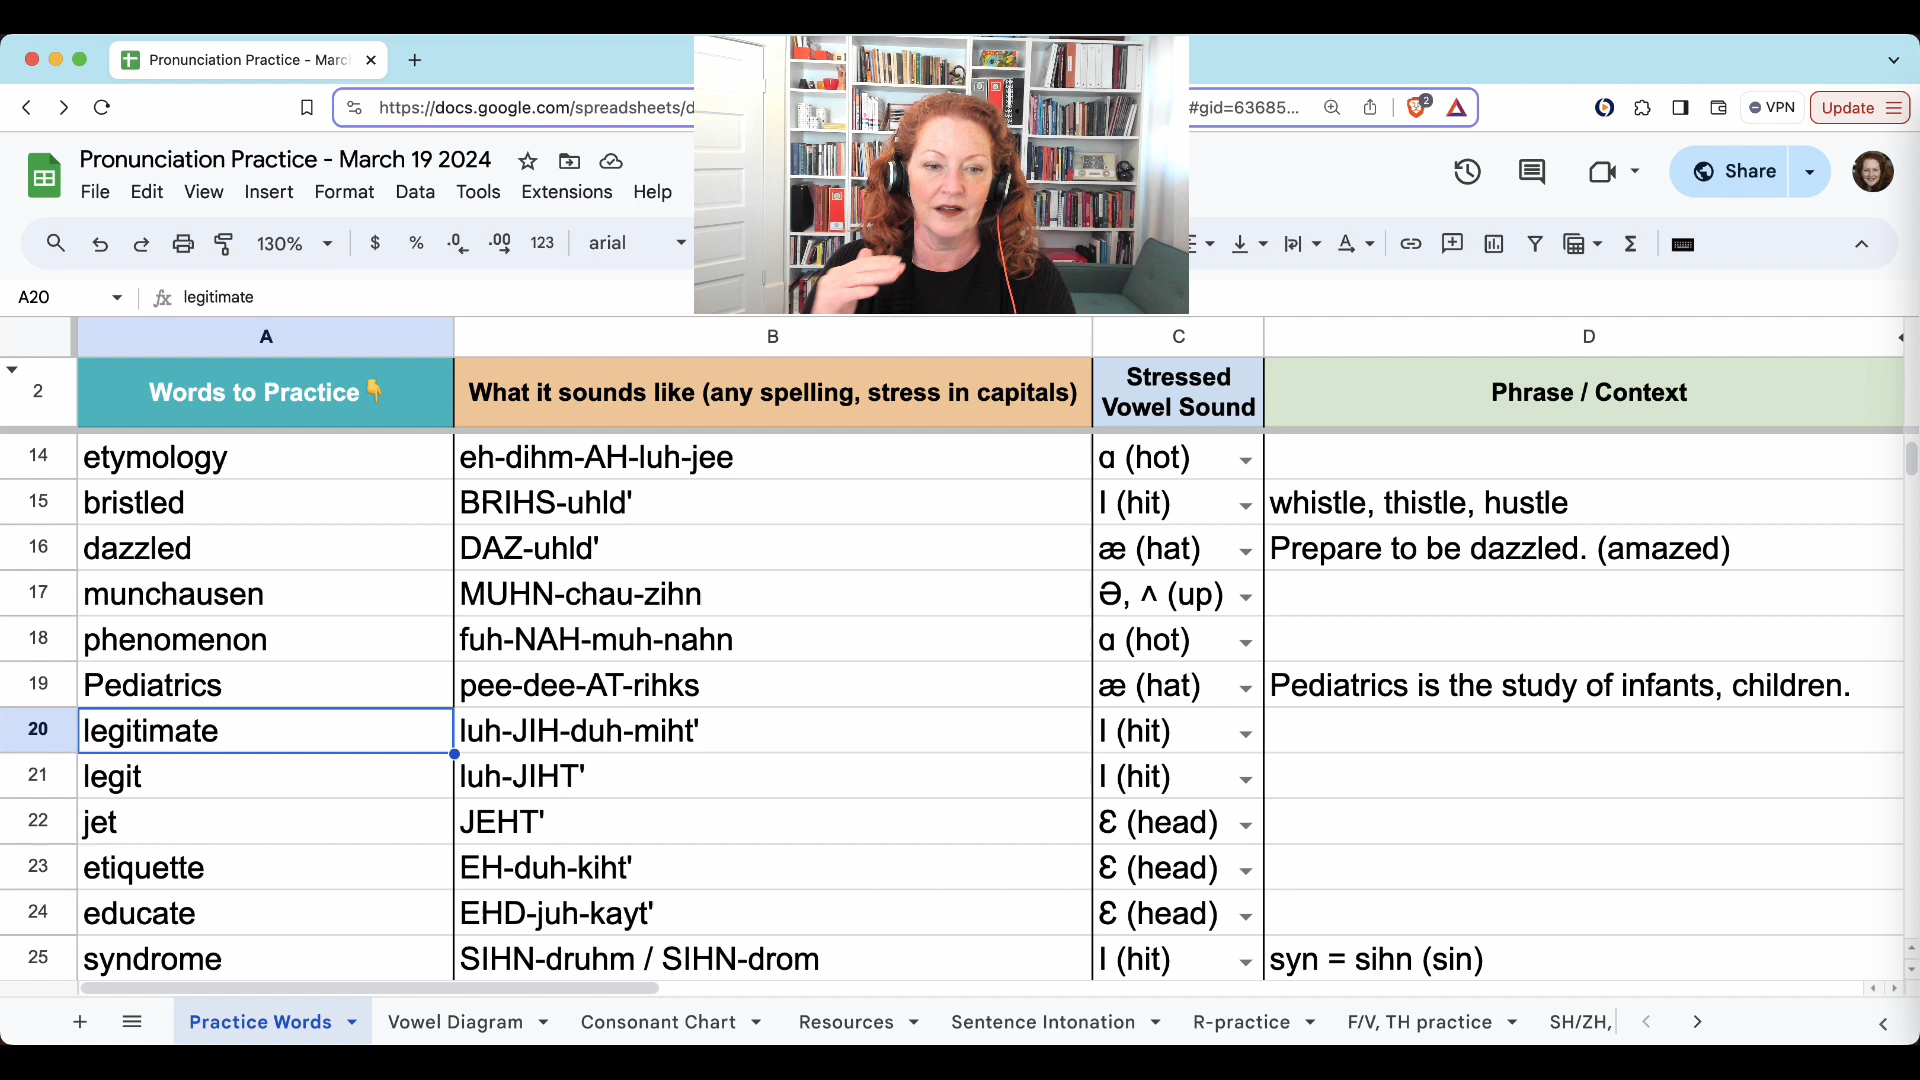 Pronunciation Practice - Marc
https://docs.google.com/spreadsheets/d
#gid=63685...
2
VPN
Update
Pronunciation Practice - March 19 2024
File Edit View Insert Format Data Tools Extensions Help
Share
130% $ % .0 .00 123 arial
A20 fx legitimate
A B C D
2 Words to Practice👇 What it sounds like (any spelling, stress in capitals) Stressed Vowel Sound Phrase / Context
14 etymology eh-dihm-AH-luh-jee ɑ (hot)
15 bristled BRIHS-uhld' I (hit) whistle, thistle, hustle
16 dazzled DAZ-uhld' æ (hat) Prepare to be dazzled. (amazed)
17 munchausen MUHN-chau-zihn Ə, ʌ (up)
18 phenomenon fuh-NAH-muh-nahn ɑ (hot)
19 Pediatrics pee-dee-AT-rihks æ (hat) Pediatrics is the study of infants, children.
20 legitimate luh-JIH-duh-miht' I (hit)
21 legit luh-JIHT' I (hit)
22 jet JEHT' Ɛ (head)
23 etiquette EH-duh-kiht' Ɛ (head)
24 educate EHD-juh-kayt' Ɛ (head)
25 syndrome SIHN-druhm / SIHN-drom I (hit) syn = sihn (sin)
Practice Words Vowel Diagram Consonant Chart Resources Sentence Intonation R-practice F/V, TH practice SH/ZH,